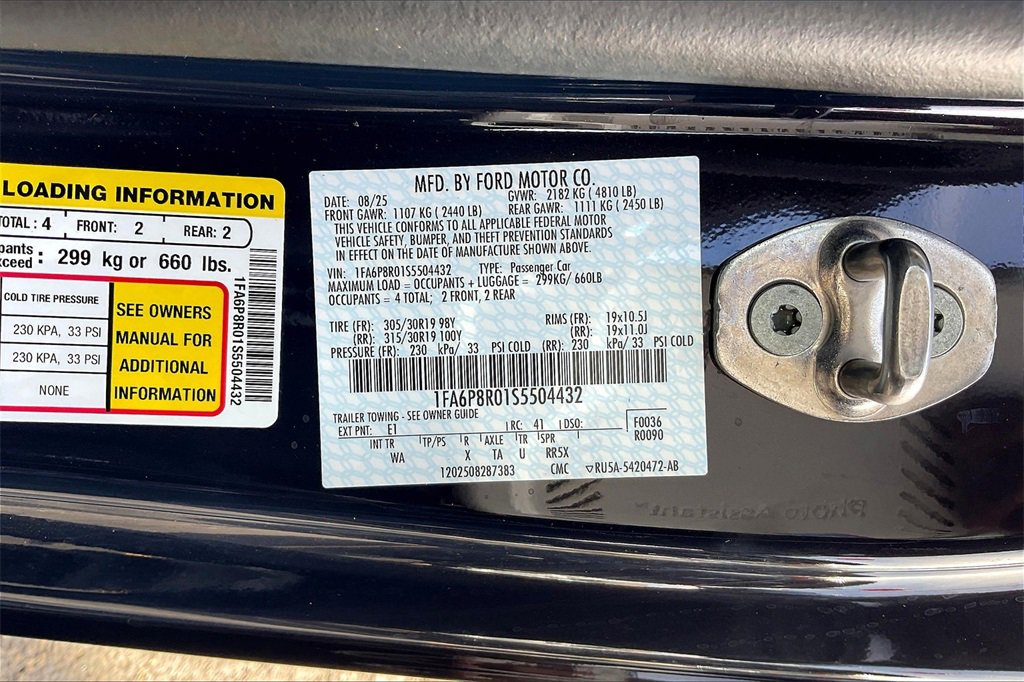 LOADING INFORMATION
TOTAL: 4 FRONT: 2 REAR: 2
pants
xceed : 299 kg or 660 lbs.
COLD TIRE PRESSURE
230 KPA, 33 PSI
230 KPA, 33 PSI
NONE
SEE OWNERS
MANUAL FOR
ADDITIONAL
INFORMATION
1FA6P8R01S5504432
MFD. BY FORD MOTOR CO.
DATE: 08/25 GVWR: 2182 KG ( 4810 LB)
FRONT GAWR: 1107 KG ( 2440 LB) REAR GAWR: 1111 KG ( 2450 LB)
THIS VEHICLE CONFORMS TO ALL APPLICABLE FEDERAL MOTOR
VEHICLE SAFETY, BUMPER, AND THEFT PREVENTION STANDARDS
IN EFFECT ON THE DATE OF MANUFACTURE SHOWN ABOVE.
VIN: 1FA6P8R01S5504432 TYPE: Passenger Car
MAXIMUM LOAD = OCCUPANTS + LUGGAGE = 299KG/ 660LB
OCCUPANTS = 4 TOTAL; 2 FRONT, 2 REAR
TIRE (FR): 305/30R19 98Y RIMS (FR): 19x10.5J
(RR): 315/30R19 100Y (RR): 19x11.0J
PRESSURE (FR): 230 kPa/ 33 PSI COLD (RR): 230 kPa/ 33 PSI COLD
1FA6P8R01S5504432
TRAILER TOWING - SEE OWNER GUIDE
EXT PNT: E1 RC: 41 DSO: F0036
INT TR TP/PS R AXLE TR SPR R0090
WA X TA U RR5X
1202508287383 CMC ▽RU5A-5420472-AB
Photo Assistant